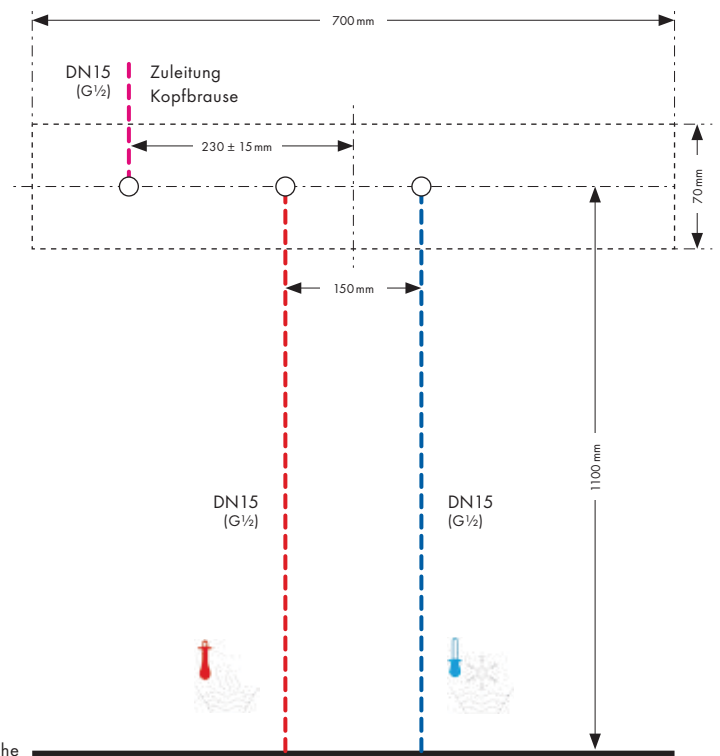 700 mm
DN15 Zuleitung
(G½) Kopfbrause
230 ± 15 mm
70 mm
150 mm
1100 mm
DN15
(G½)
DN15
(G½)
he